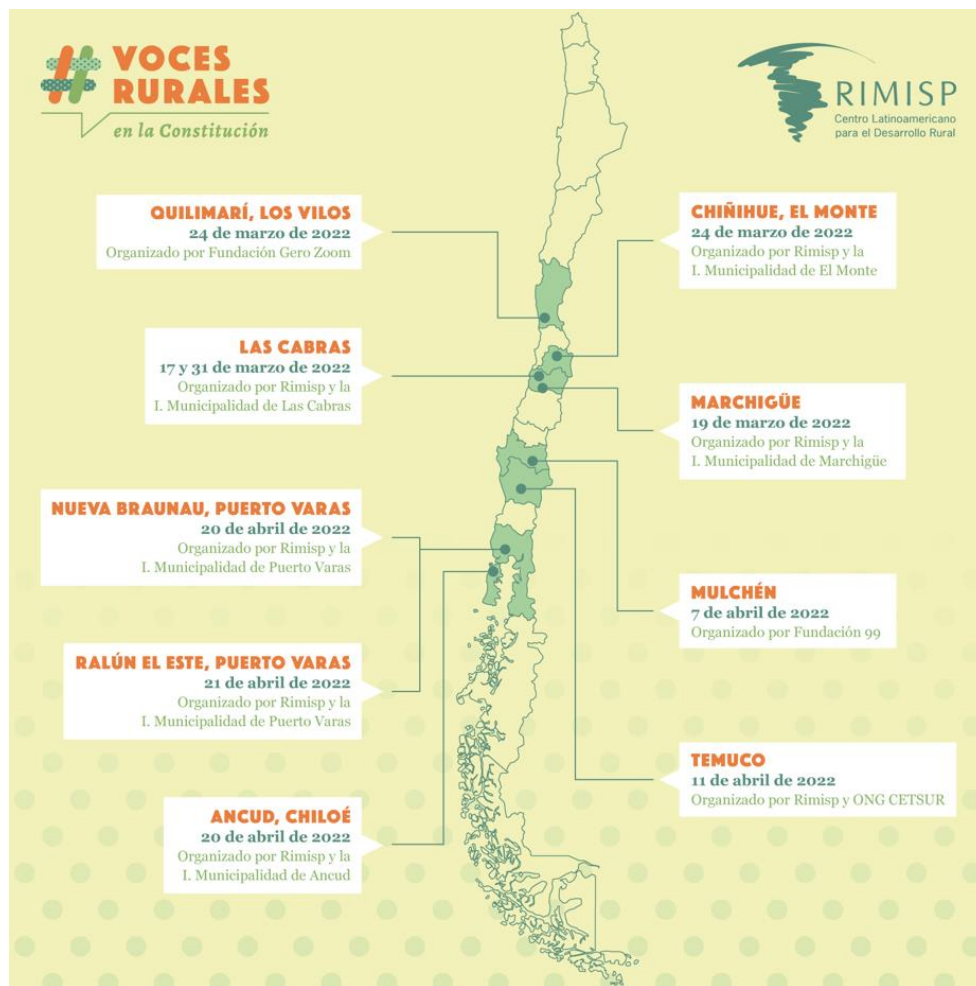 # VOCES
RURALES
en la Constitución
RIMISP
Centro Latinoamericano
para el Desarrollo Rural
QUILIMARÍ, LOS VILOS
24 de marzo de 2022
Organizado por Fundación Gero Zoom
CHIÑIHUE, EL MONTE
24 de marzo de 2022
Organizado por Rimisp y la
I. Municipalidad de El Monte
LAS CABRAS
17 y 31 de marzo de 2022
Organizado por Rimisp y la
I. Municipalidad de Las Cabras
MARCHIGÜE
19 de marzo de 2022
Organizado por Rimisp y la
I. Municipalidad de Marchigüe
NUEVA BRAUNAU, PUERTO VARAS
20 de abril de 2022
Organizado por Rimisp y la
I. Municipalidad de Puerto Varas
MULCHÉN
7 de abril de 2022
Organizado por Fundación 99
RALÚN EL ESTE, PUERTO VARAS
21 de abril de 2022
Organizado por Rimisp y la
I. Municipalidad de Puerto Varas
TEMUCO
11 de abril de 2022
Organizado por Rimisp y ONG CETSUR
ANCUD, CHILOÉ
20 de abril de 2022
Organizado por Rimisp y la
I. Municipalidad de Ancud